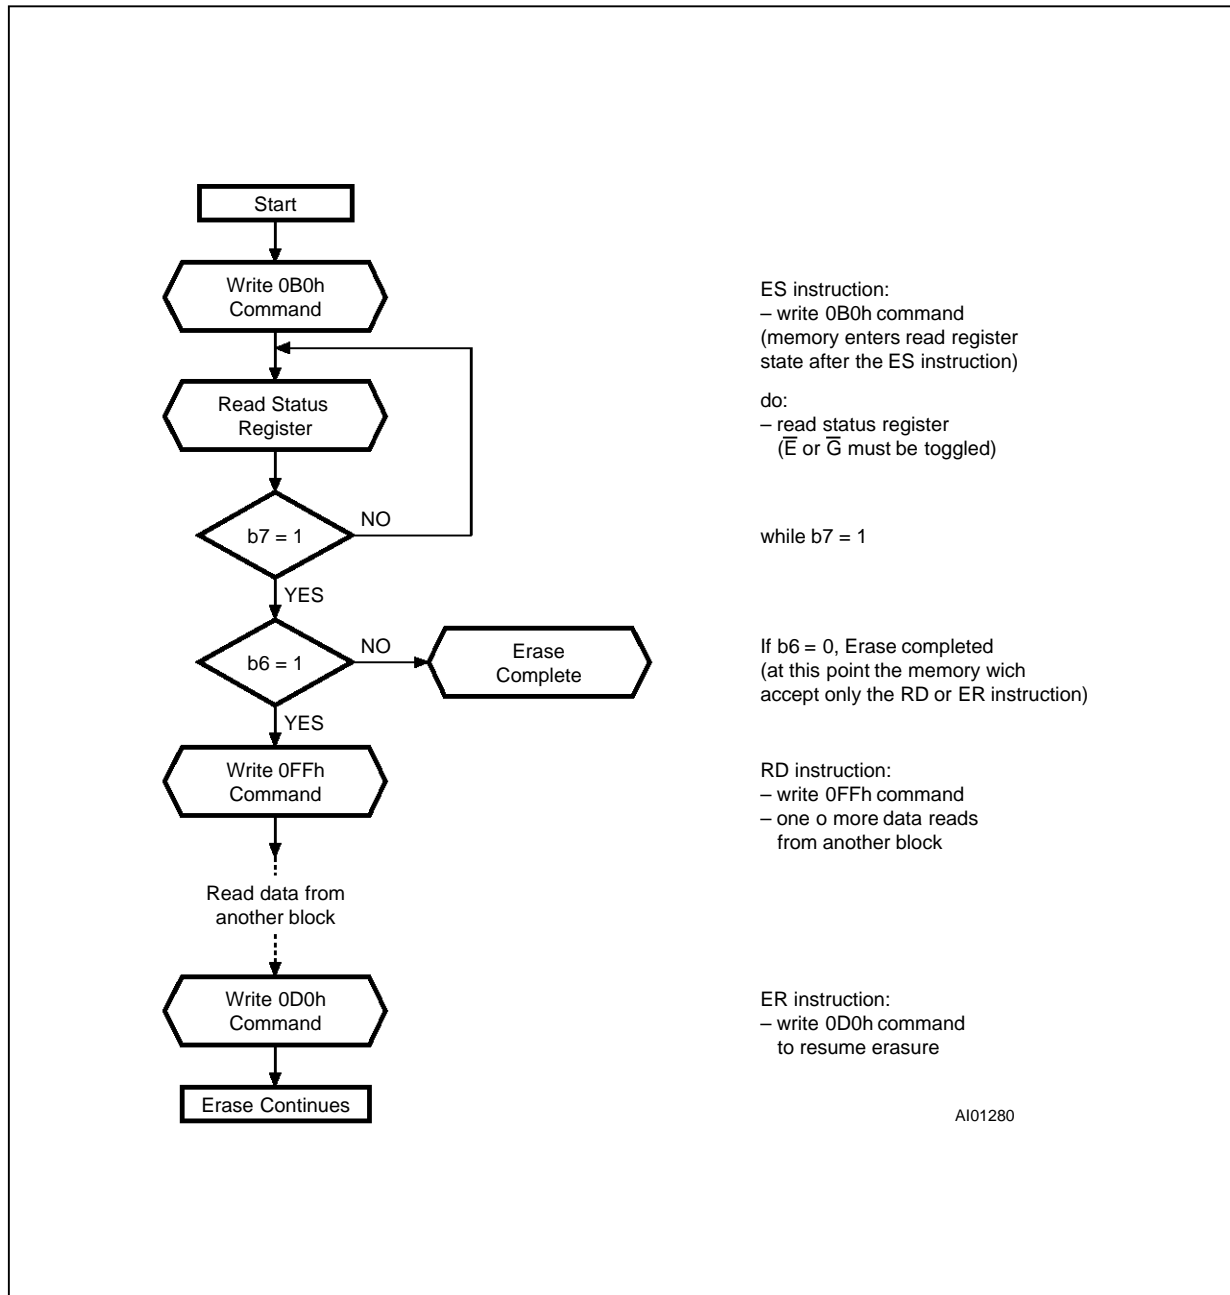 Start
Write 0B0h
Command
Read Status
Register
b7 = 1
NO
YES
b6 = 1
NO
Erase
Complete
YES
Write 0FFh
Command
Read data from
another block
Write 0D0h
Command
Erase Continues
ES instruction:
– write 0B0h command
(memory enters read register
state after the ES instruction)
do:
– read status register
(E̅ or G̅ must be toggled)
while b7 = 1
If b6 = 0, Erase completed
(at this point the memory wich
accept only the RD or ER instruction)
RD instruction:
– write 0FFh command
– one o more data reads
from another block
ER instruction:
– write 0D0h command
to resume erasure
AI01280